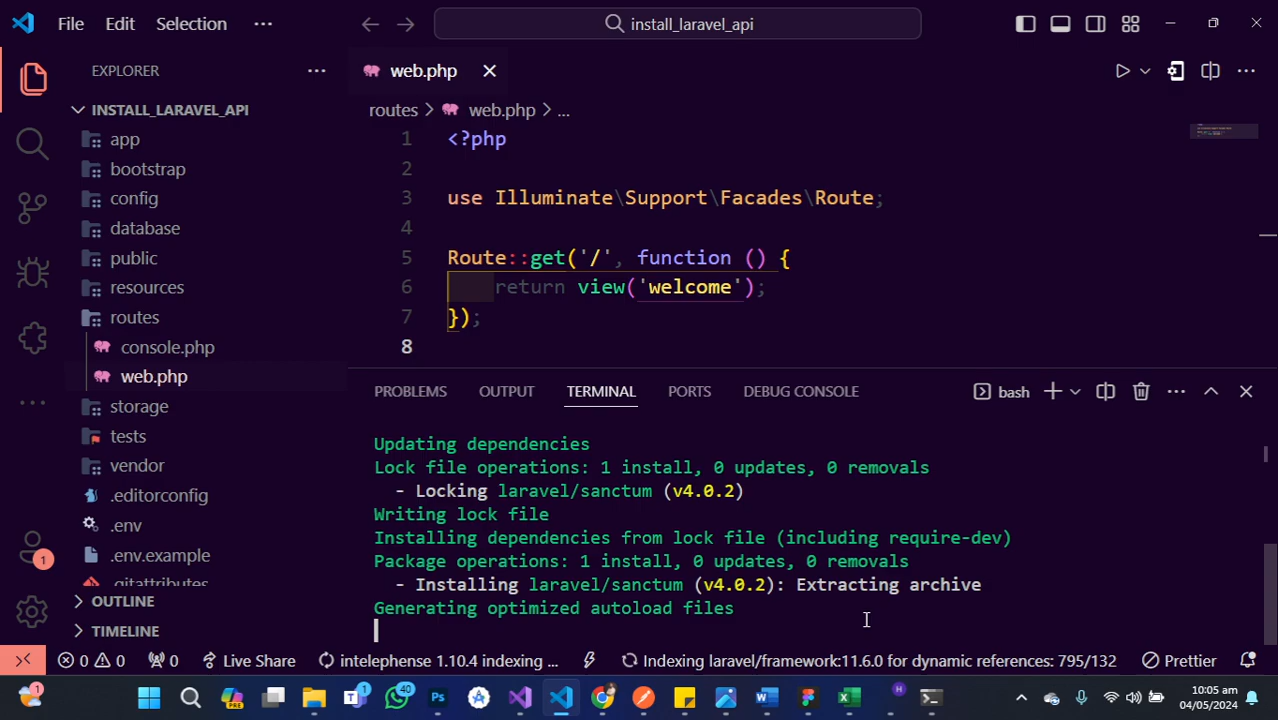 File Edit Selection ...
install_laravel_api
EXPLORER
INSTALL_LARAVEL_API
app
bootstrap
config
database
public
resources
routes
console.php
web.php
storage
tests
vendor
.editorconfig
.env
.env.example
.gitattributes
OUTLINE
TIMELINE
web.php
routes > web.php > ...
1 <?php
2
3 use Illuminate\Support\Facades\Route;
4
5 Route::get('/', function () {
6 return view('welcome');
7 });
8
PROBLEMS OUTPUT TERMINAL PORTS DEBUG CONSOLE bash
Updating dependencies
Lock file operations: 1 install, 0 updates, 0 removals
- Locking laravel/sanctum (v4.0.2)
Writing lock file
Installing dependencies from lock file (including require-dev)
Package operations: 1 install, 0 updates, 0 removals
- Installing laravel/sanctum (v4.0.2): Extracting archive
Generating optimized autoload files
1
0 0 0 Live Share intelephense 1.10.4 indexing ... Indexing laravel/framework:11.6.0 for dynamic references: 795/132 Prettier
1 PRE 1 40 Ps H
10:05 am
04/05/2024